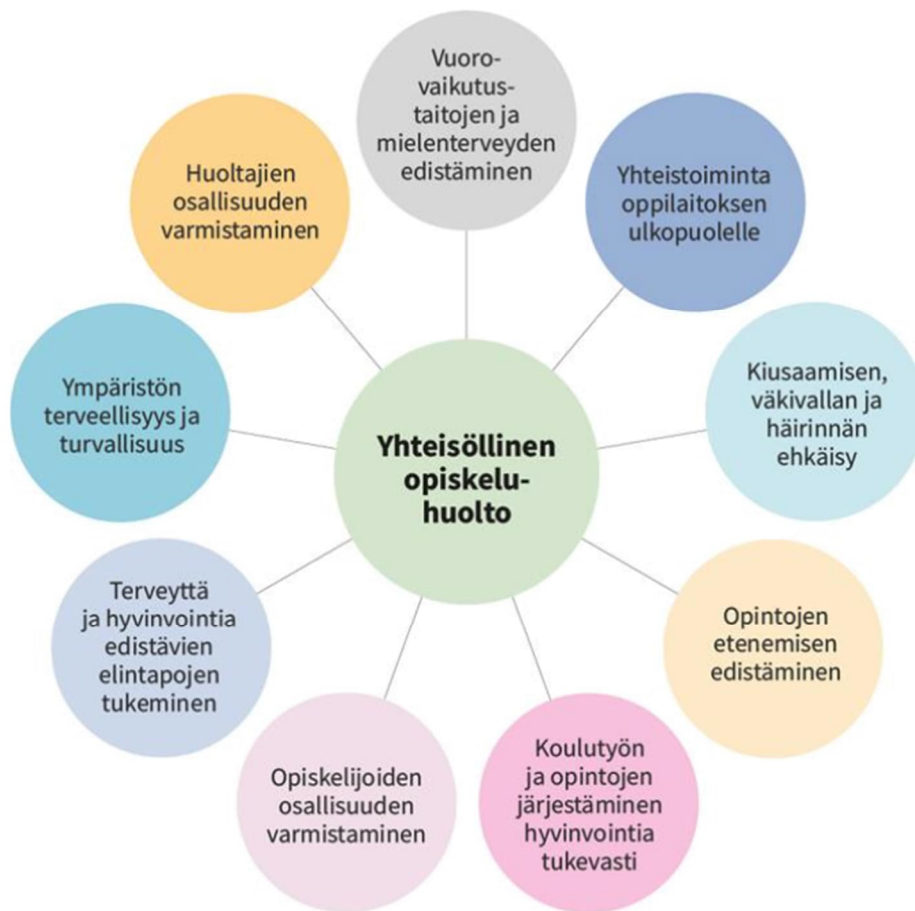 Vuoro-
vaikutus-
taitojen ja
mielenterveyden
edistäminen
Yhteistoiminta
oppilaitoksen
ulkopuolelle
Kiusaamisen,
väkivallan ja
häirinnän
ehkäisy
Opintojen
etenemisen
edistäminen
Koulutyön
ja opintojen
järjestäminen
hyvinvointia
tukevasti
Opiskelijoiden
osallisuuden
varmistaminen
Terveyttä
ja hyvinvointia
edistävien
elintapojen
tukeminen
Ympäristön
terveellisyys ja
turvallisuus
Huoltajien
osallisuuden
varmistaminen
Yhteisöllinen
opiskelu-
huolto